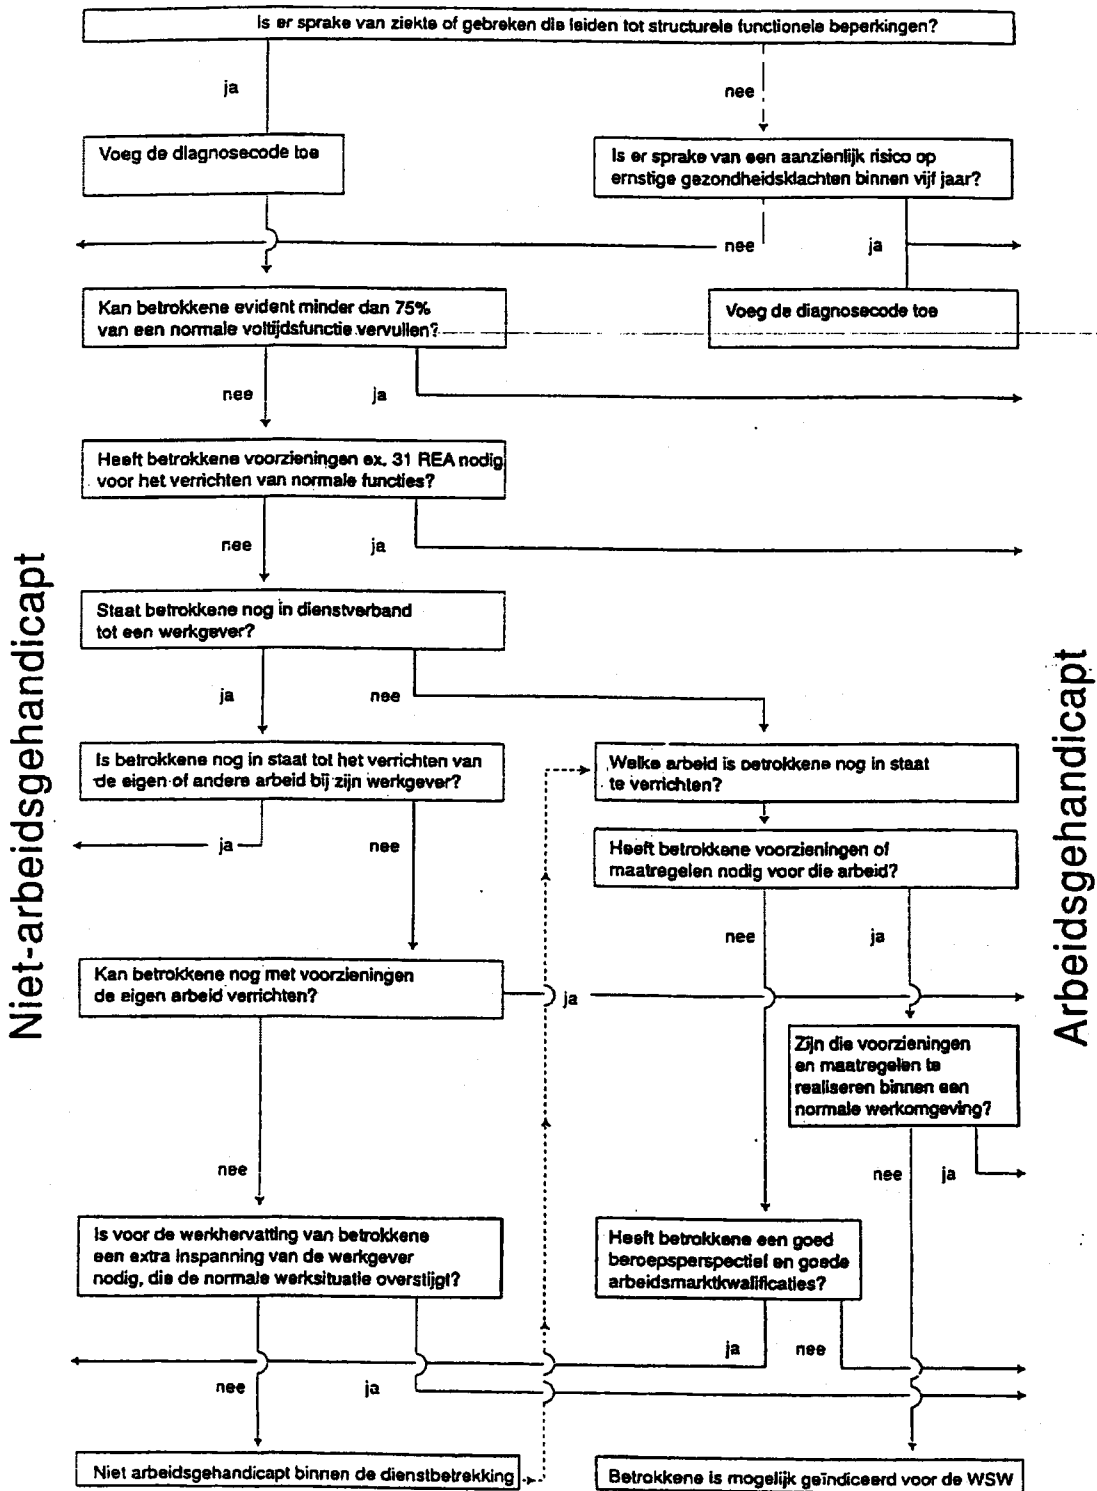 Is er sprake van ziekte of gebreken die leiden tot structurele functionele beperkingen?
ja
nee
Voeg de diagnosecode toe
Is er sprake van een aanzienlijk risico op
ernstige gezondheidsklachten binnen vijf jaar?
nee
ja
Kan betrokkene evident minder dan 75%
van een normale voltijdsfunctie vervullen?
Voeg de diagnosecode toe
nee
ja
Heeft betrokkene voorzieningen ex. 31 REA nodig
voor het verrichten van normale functies?
nee
ja
Staat betrokkene nog in dienstverband
tot een werkgever?
ja
nee
Niet-arbeidsgehandicapt
Arbeidsgehandicapt
Is betrokkene nog in staat tot het verrichten van
de eigen of andere arbeid bij zijn werkgever?
Welke arbeid is betrokkene nog in staat
te verrichten?
ja
nee
Heeft betrokkene voorzieningen of
maatregelen nodig voor die arbeid?
nee
ja
Kan betrokkene nog met voorzieningen
de eigen arbeid verrichten?
ja
Zijn die voorzieningen
en maatregelen te
realiseren binnen een
normale werkomgeving?
nee
nee
ja
Is voor de werkhervatting van betrokkene
een extra inspanning van de werkgever
nodig, die de normale werksituatie overstijgt?
Heeft betrokkene een goed
beroepsperspectief en goede
arbeidsmarktkwalificaties?
ja
nee
nee
ja
Niet arbeidsgehandicapt binnen de dienstbetrekking
Betrokkene is mogelijk geïndiceerd voor de WSW